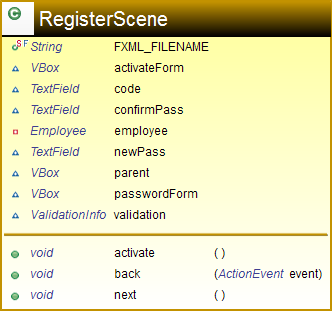 C RegisterScene
S F String FXML_FILENAME
VBox activateForm
TextField code
TextField confirmPass
Employee employee
TextField newPass
VBox parent
VBox passwordForm
ValidationInfo validation
void activate ( )
void back (ActionEvent event)
void next ( )